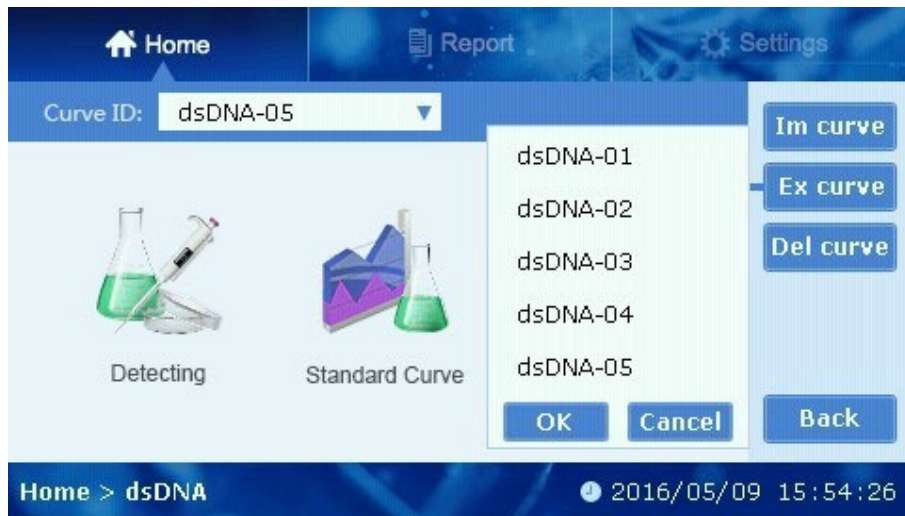 Home
Report
Settings
Curve ID: dsDNA-05
Im curve
Ex curve
Del curve
dsDNA-01
dsDNA-02
dsDNA-03
dsDNA-04
dsDNA-05
Detecting
Standard Curve
OK
Cancel
Back
Home > dsDNA
2016/05/09 15:54:26